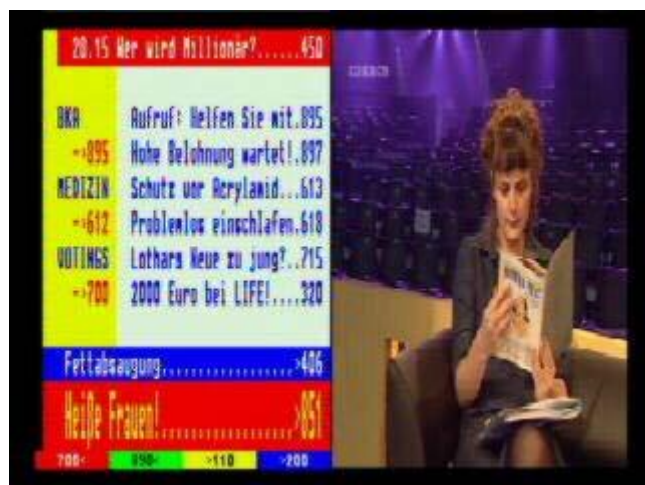 20.15 Wer wird Millionär?......450
BKA Aufruf: Helfen Sie mit.895
->895 Hohe Belohnung wartet!.897
MEDIZIN Schutz vor Acrylamid...613
->612 Problemlos einschlafen.618
VOTINGS Lothars Neue zu jung?..715
->700 2000 Euro bei LIFE!....320
Fettabsaugung..................>406
Heiße Frauen!..................>851
700< 890< >110 >200